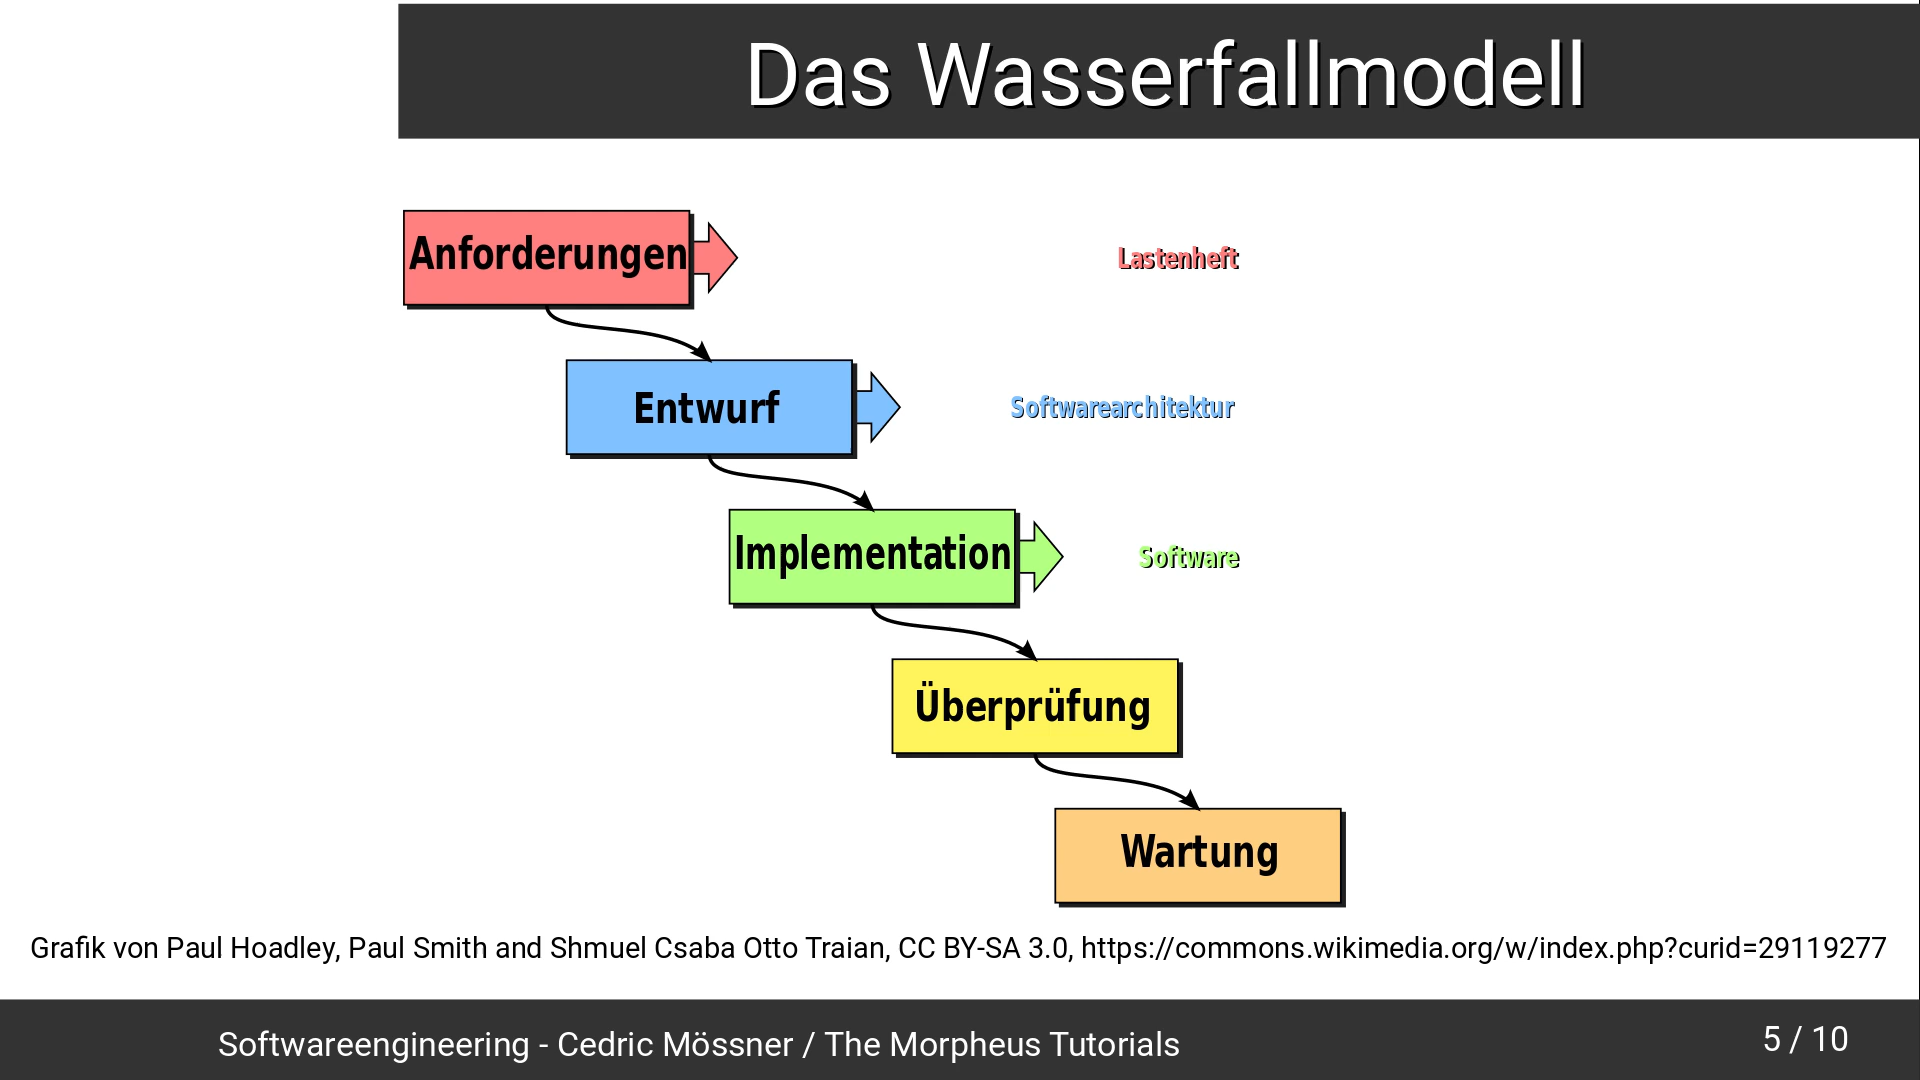 Das Wasserfallmodell
Anforderungen
Lastenheft
Entwurf
Softwarearchitektur
Implementation
Software
Überprüfung
Wartung
Grafik von Paul Hoadley, Paul Smith and Shmuel Csaba Otto Traian, CC BY-SA 3.0, https://commons.wikimedia.org/w/index.php?curid=29119277
Softwareengineering - Cedric Mössner / The Morpheus Tutorials
5 / 10